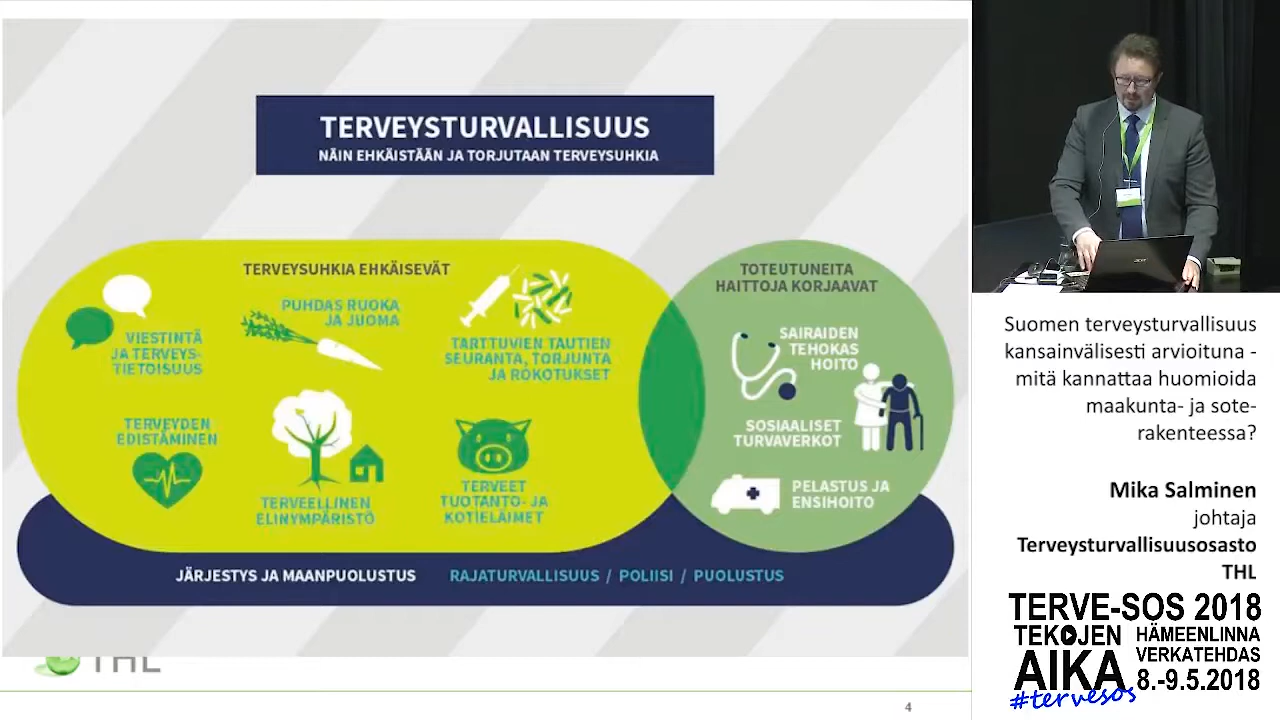 TERVEYSTURVALLISUUS
NÄIN EHKÄISTÄÄN JA TORJUTAAN TERVEYSUHKIA
TERVEYSUHKIA EHKÄISEVÄT
VIESTINTÄ
JA TERVEYS-
TIETOISUUS
PUHDAS RUOKA
JA JUOMA
TARTTUVIEN TAUTIEN
SEURANTA, TORJUNTA
JA ROKOTUKSET
TERVEYDEN
EDISTÄMINEN
TERVEELLINEN
ELINYMPÄRISTÖ
TERVEET
TUOTANTO- JA
KOTIELÄIMET
TOTEUTUNEITA
HAITTOJA KORJAAVAT
SAIRAIDEN
TEHOKAS
HOITO
SOSIAALISET
TURVAVERKOT
PELASTUS JA
ENSIHOITO
JÄRJESTYS JA MAANPUOLUSTUS RAJATURVALLISUUS / POLIISI / PUOLUSTUS
THL
4
Suomen terveysturvallisuus
kansainvälisesti arvioituna -
mitä kannattaa huomioida
maakunta- ja sote-
rakenteessa?
Mika Salminen
johtaja
Terveysturvallisuusosasto
THL
TERVE-SOS 2018
TEKOJEN
AIKA
HÄMEENLINNA
VERKATEHDAS
8.-9.5.2018
#tervesos